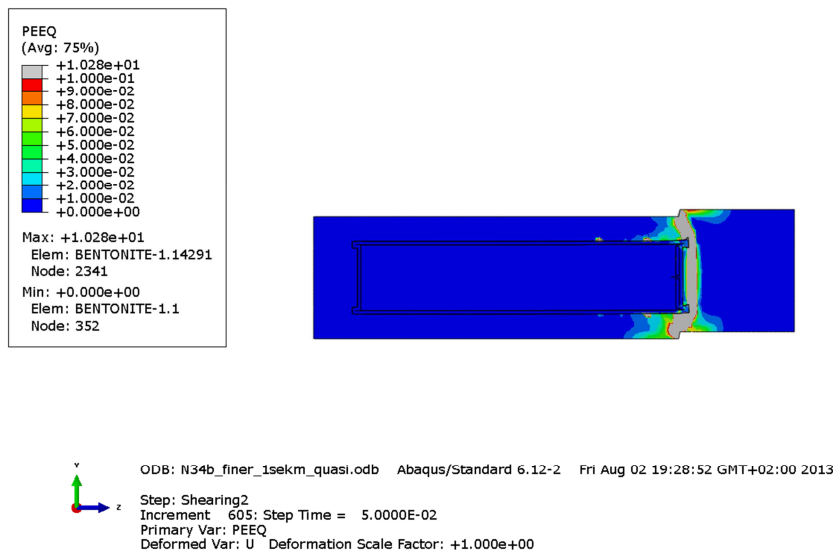 PEEQ
(Avg: 75%)
+1.028e+01
+1.000e-01
+9.000e-02
+8.000e-02
+7.000e-02
+6.000e-02
+5.000e-02
+4.000e-02
+3.000e-02
+2.000e-02
+1.000e-02
+0.000e+00
Max: +1.028e+01
Elem: BENTONITE-1.14291
Node: 2341
Min: +0.000e+00
Elem: BENTONITE-1.1
Node: 352
Y
Z
ODB: N34b_finer_1sekm_quasi.odb Abaqus/Standard 6.12-2 Fri Aug 02 19:28:52 GMT+02:00 2013
Step: Shearing2
Increment 605: Step Time = 5.0000E-02
Primary Var: PEEQ
Deformed Var: U Deformation Scale Factor: +1.000e+00